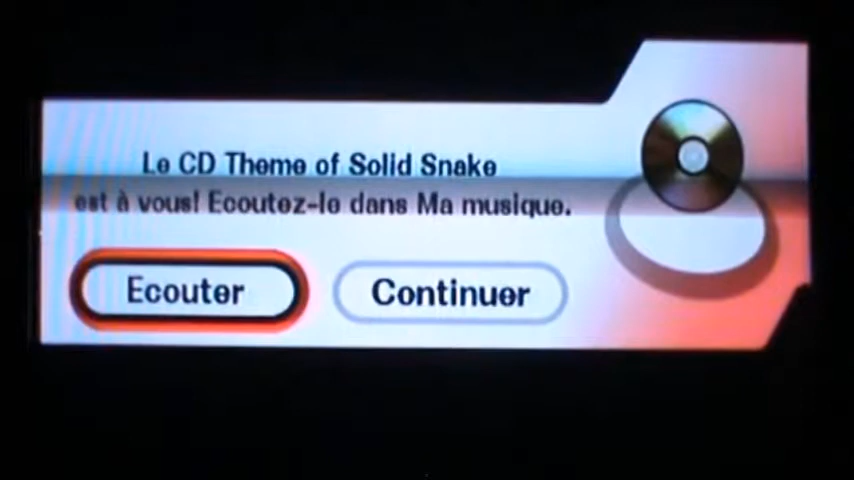 Le CD Theme of Solid Snake
est à vous! Ecoutez-le dans Ma musique.
Ecouter
Continuer